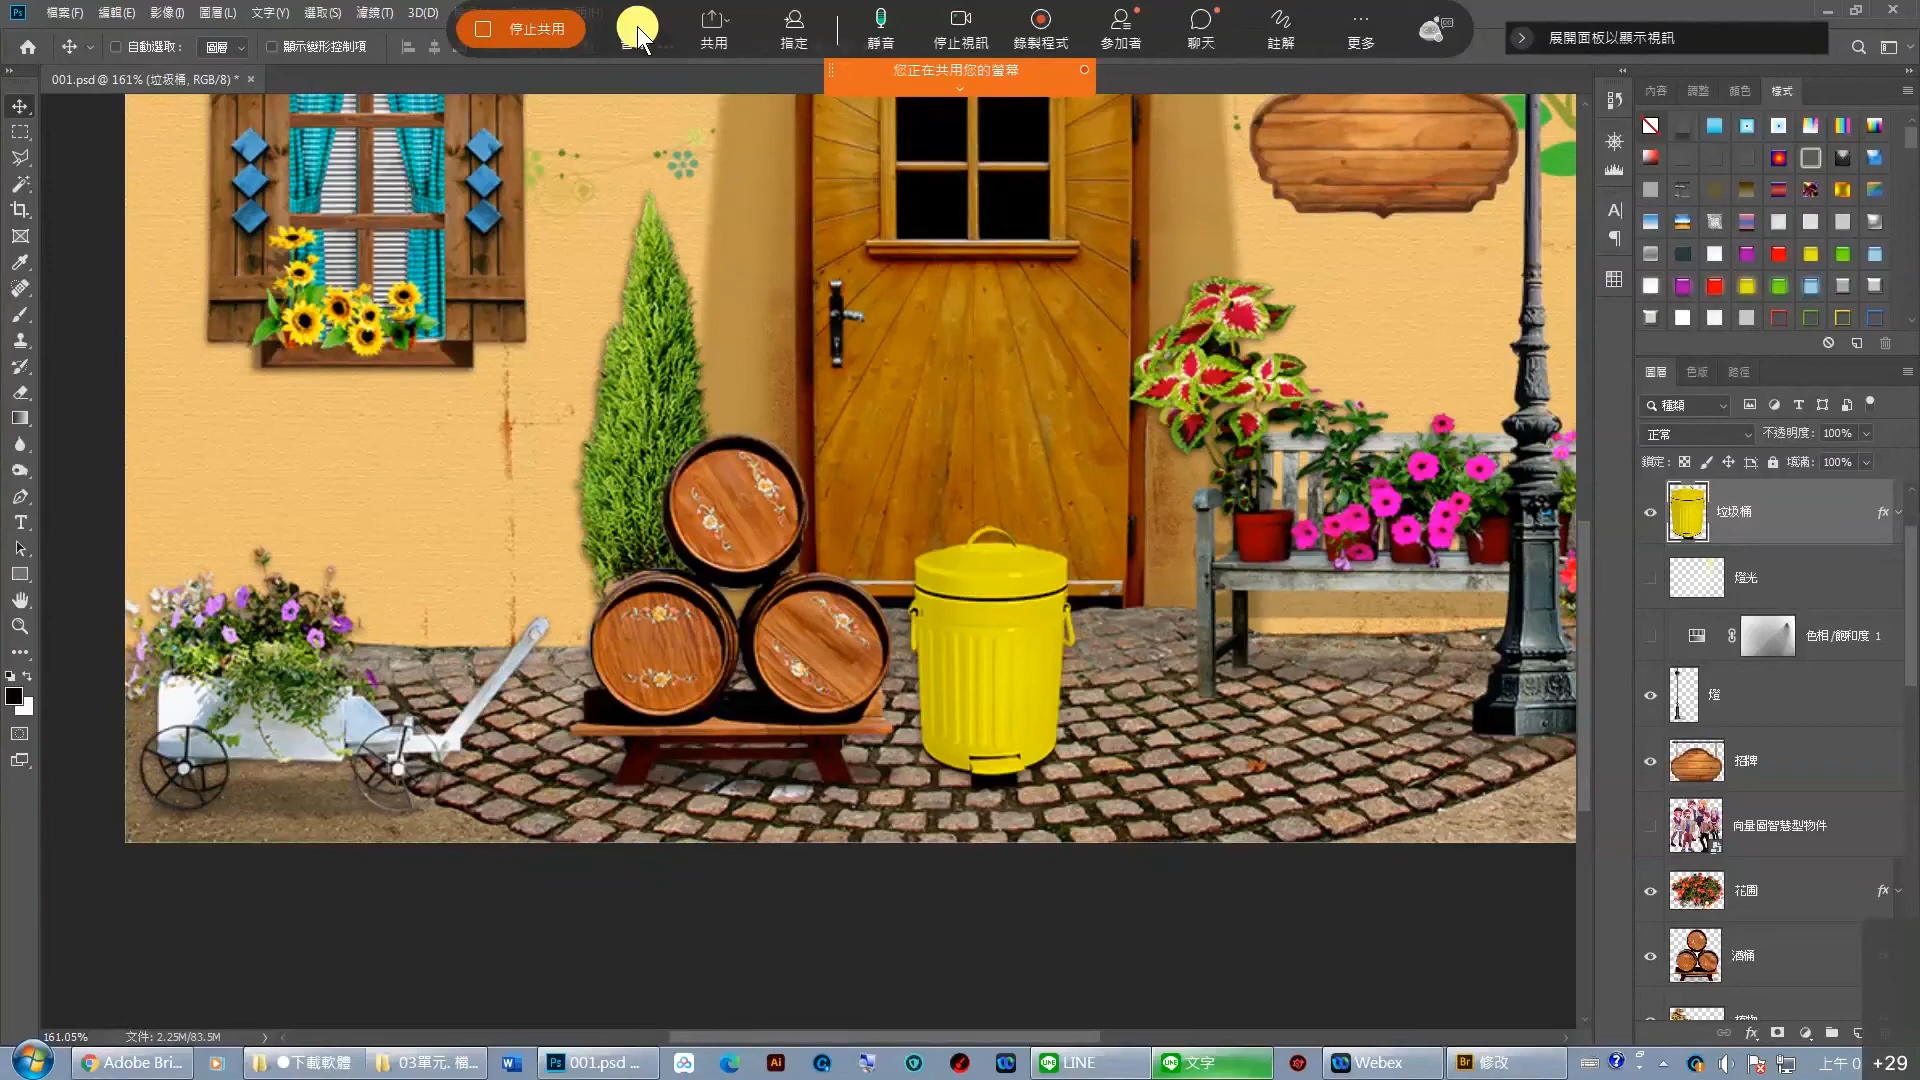 檔案(F) 編輯(E) 影像(I) 圖層(L) 文字(Y) 選取(S) 濾鏡(T) 3D(D)
停止共用
共用 指定 靜音 停止視訊 錄製程式 參加者 聊天 註解 更多
展開面板以顯示視訊
自動選取： 圖層 顯示變形控制項
您正在共用您的螢幕
001.psd @ 161% (垃圾桶, RGB/8) *
內容 調整 顏色 樣式
圖層 色版 路徑
種類
正常 不透明度： 100%
鎖定： 填滿： 100%
垃圾桶 fx
燈光
色相/飽和度 1
燈
招牌
向量圖智慧型物件
花圃 fx
酒桶
161.05% 文件：2.25M/83.5M
Adobe Bri... ●下載軟體 03單元. 檔... 001.psd ... LINE 文字 Webex 修改 上午 0 +29